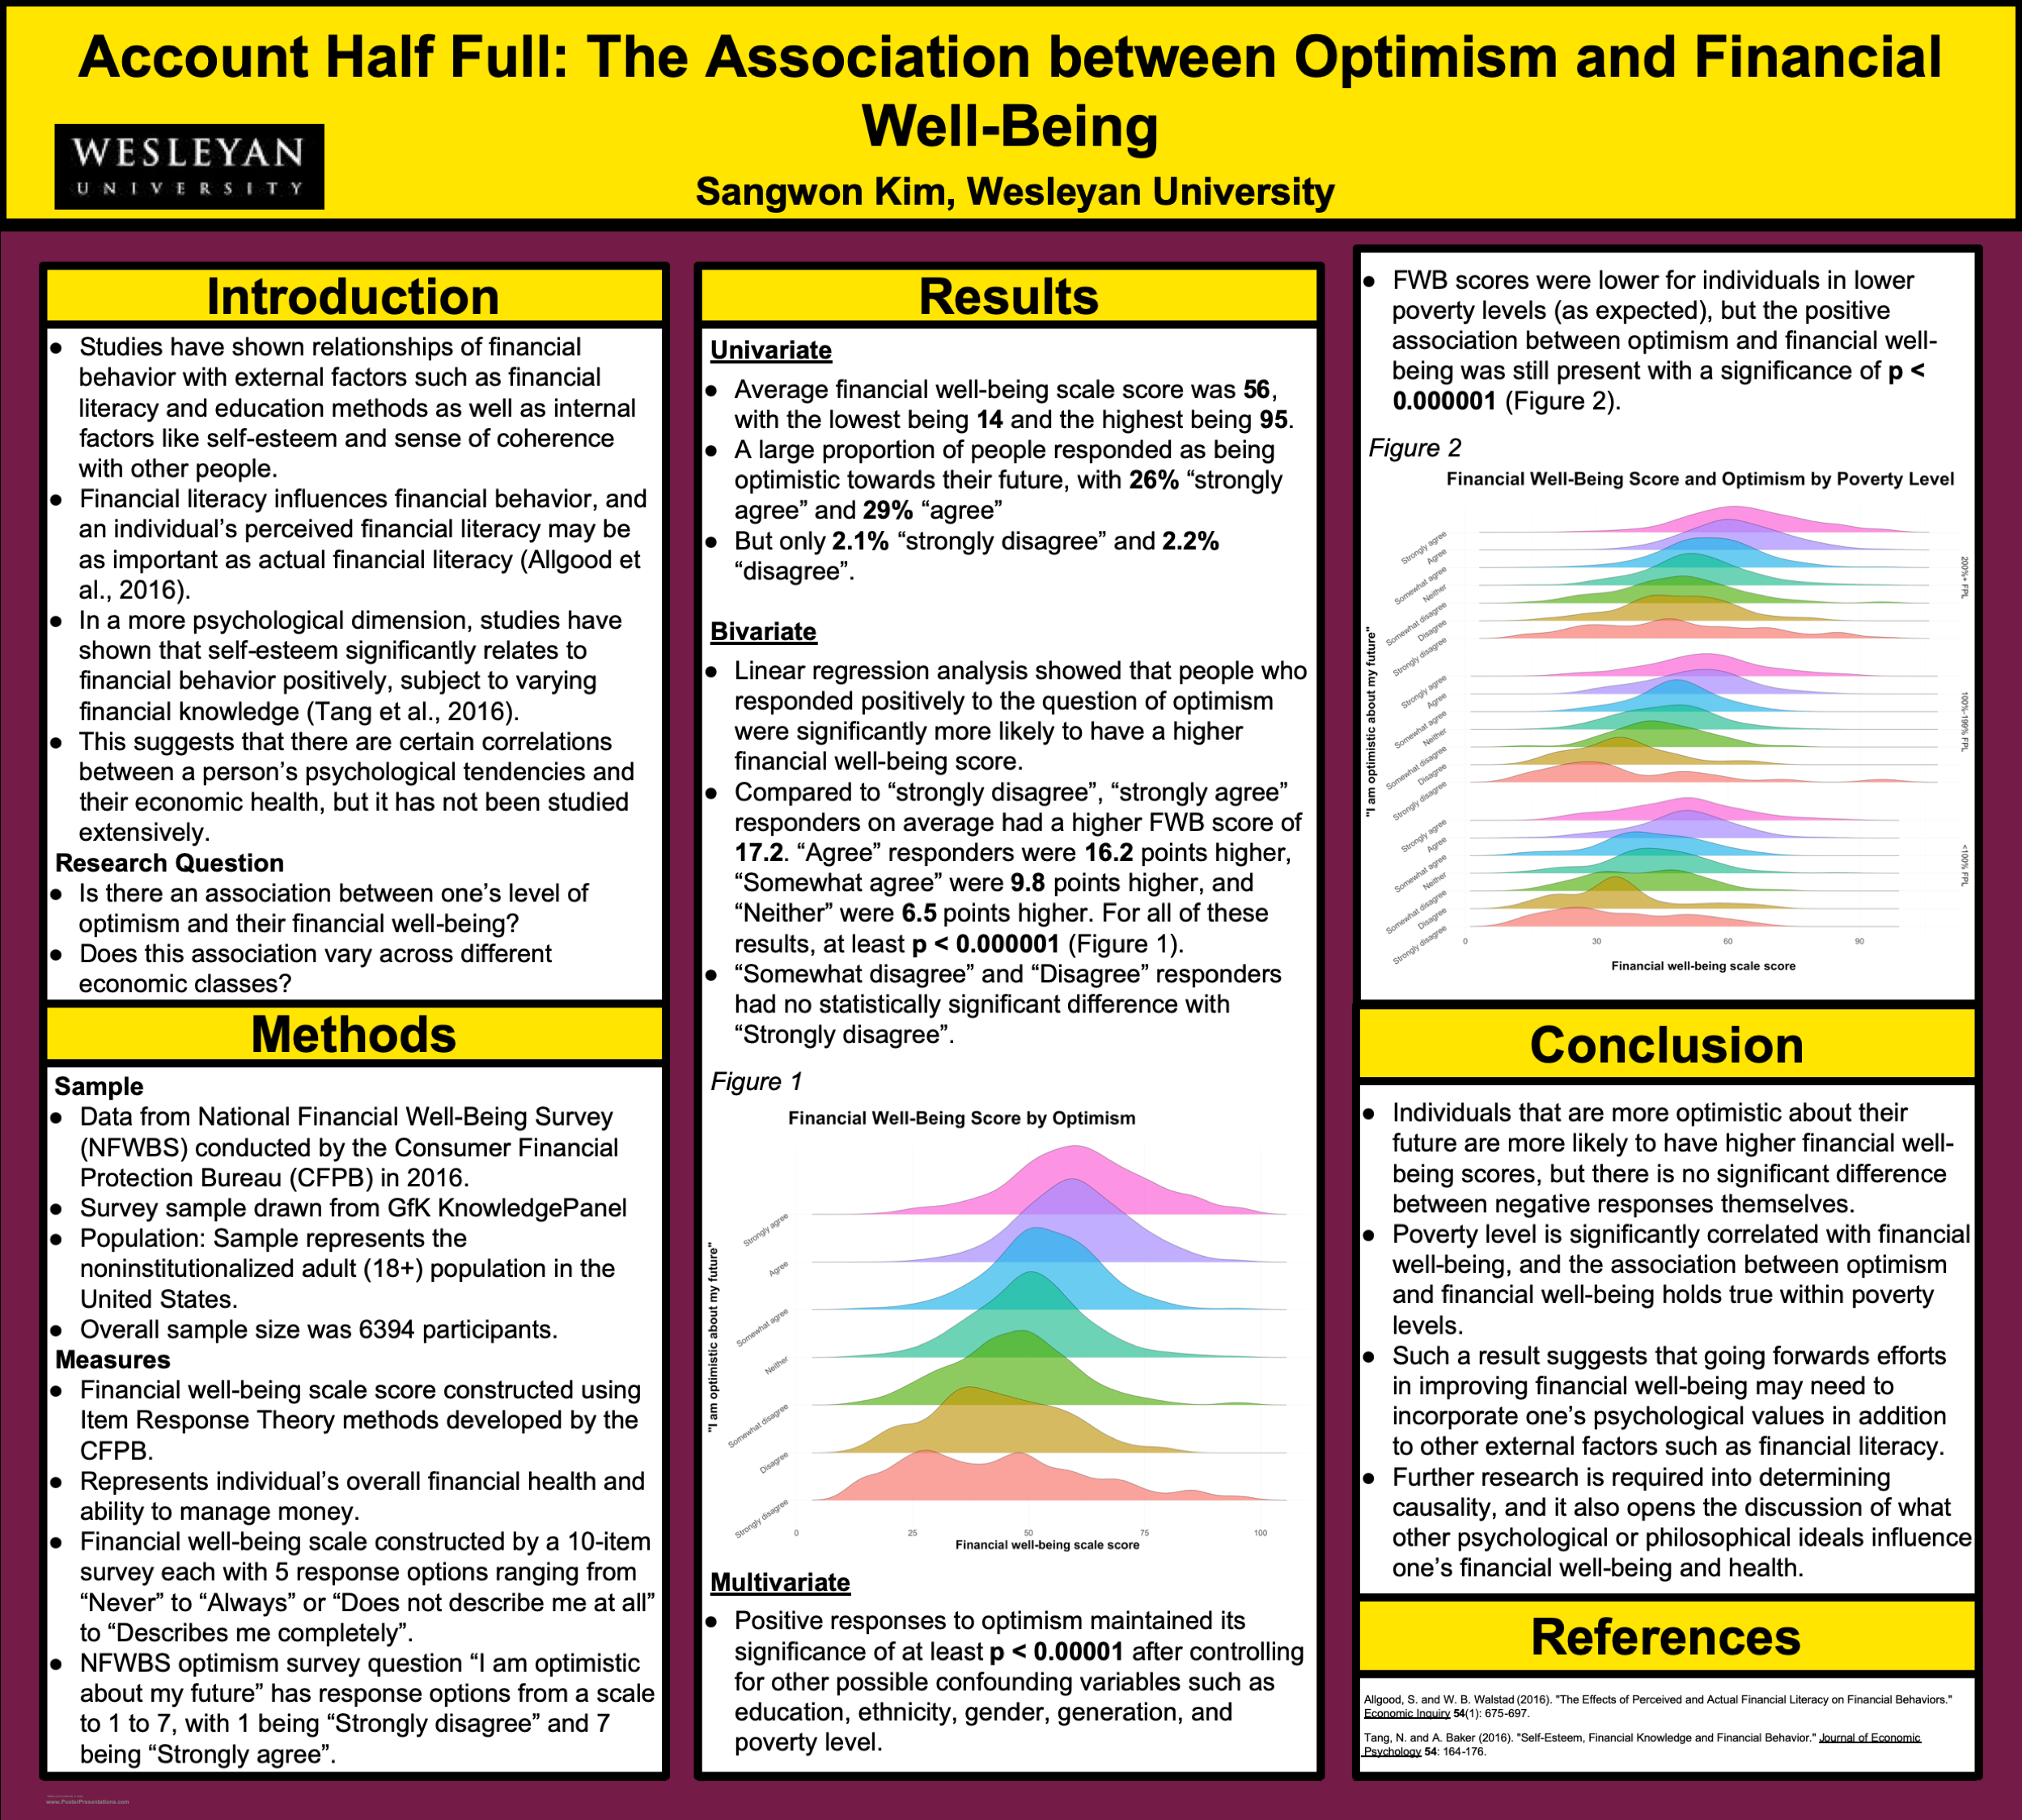 Account Half Full: The Association between Optimism and Financial
Well-Being
WESLEYAN
UNIVERSITY
Sangwon Kim, Wesleyan University
Introduction
● Studies have shown relationships of financial
behavior with external factors such as financial
literacy and education methods as well as internal
factors like self-esteem and sense of coherence
with other people.
● Financial literacy influences financial behavior, and
an individual’s perceived financial literacy may be
as important as actual financial literacy (Allgood et
al., 2016).
● In a more psychological dimension, studies have
shown that self-esteem significantly relates to
financial behavior positively, subject to varying
financial knowledge (Tang et al., 2016).
● This suggests that there are certain correlations
between a person’s psychological tendencies and
their economic health, but it has not been studied
extensively.
Research Question
● Is there an association between one’s level of
optimism and their financial well-being?
● Does this association vary across different
economic classes?
Methods
Sample
● Data from National Financial Well-Being Survey
(NFWBS) conducted by the Consumer Financial
Protection Bureau (CFPB) in 2016.
● Survey sample drawn from GfK KnowledgePanel
● Population: Sample represents the
noninstitutionalized adult (18+) population in the
United States.
● Overall sample size was 6394 participants.
Measures
● Financial well-being scale score constructed using
Item Response Theory methods developed by the
CFPB.
● Represents individual’s overall financial health and
ability to manage money.
● Financial well-being scale constructed by a 10-item
survey each with 5 response options ranging from
“Never” to “Always” or “Does not describe me at all”
to “Describes me completely”.
● NFWBS optimism survey question “I am optimistic
about my future” has response options from a scale
to 1 to 7, with 1 being “Strongly disagree” and 7
being “Strongly agree”.
Results
Univariate
● Average financial well-being scale score was 56,
with the lowest being 14 and the highest being 95.
● A large proportion of people responded as being
optimistic towards their future, with 26% “strongly
agree” and 29% “agree”
● But only 2.1% “strongly disagree” and 2.2%
“disagree”.
Bivariate
● Linear regression analysis showed that people who
responded positively to the question of optimism
were significantly more likely to have a higher
financial well-being score.
● Compared to “strongly disagree”, “strongly agree”
responders on average had a higher FWB score of
17.2. “Agree” responders were 16.2 points higher,
“Somewhat agree” were 9.8 points higher, and
“Neither” were 6.5 points higher. For all of these
results, at least p < 0.000001 (Figure 1).
● “Somewhat disagree” and “Disagree” responders
had no statistically significant difference with
“Strongly disagree”.
Figure 1
Financial Well-Being Score by Optimism
"I am optimistic about my future"
Strongly agree
Agree
Somewhat agree
Neither
Somewhat disagree
Disagree
Strongly disagree
0 25 50 75 100
Financial well-being scale score
Multivariate
● Positive responses to optimism maintained its
significance of at least p < 0.00001 after controlling
for other possible confounding variables such as
education, ethnicity, gender, generation, and
poverty level.
● FWB scores were lower for individuals in lower
poverty levels (as expected), but the positive
association between optimism and financial well-
being was still present with a significance of p <
0.000001 (Figure 2).
Figure 2
Financial Well-Being Score and Optimism by Poverty Level
"I am optimistic about my future"
Strongly agree
Agree
Somewhat agree
Neither
Somewhat disagree
Disagree
Strongly disagree
200%+ FPL
Strongly agree
Agree
Somewhat agree
Neither
Somewhat disagree
Disagree
Strongly disagree
100%-199% FPL
Strongly agree
Agree
Somewhat agree
Neither
Somewhat disagree
Disagree
Strongly disagree
<100% FPL
0 30 60 90
Financial well-being scale score
Conclusion
● Individuals that are more optimistic about their
future are more likely to have higher financial well-
being scores, but there is no significant difference
between negative responses themselves.
● Poverty level is significantly correlated with financial
well-being, and the association between optimism
and financial well-being holds true within poverty
levels.
● Such a result suggests that going forwards efforts
in improving financial well-being may need to
incorporate one’s psychological values in addition
to other external factors such as financial literacy.
● Further research is required into determining
causality, and it also opens the discussion of what
other psychological or philosophical ideals influence
one’s financial well-being and health.
References
Allgood, S. and W. B. Walstad (2016). "The Effects of Perceived and Actual Financial Literacy on Financial Behaviors."
Economic Inquiry 54(1): 675-697.
Tang, N. and A. Baker (2016). "Self-Esteem, Financial Knowledge and Financial Behavior." Journal of Economic
Psychology 54: 164-176.
www.PosterPresentations.com